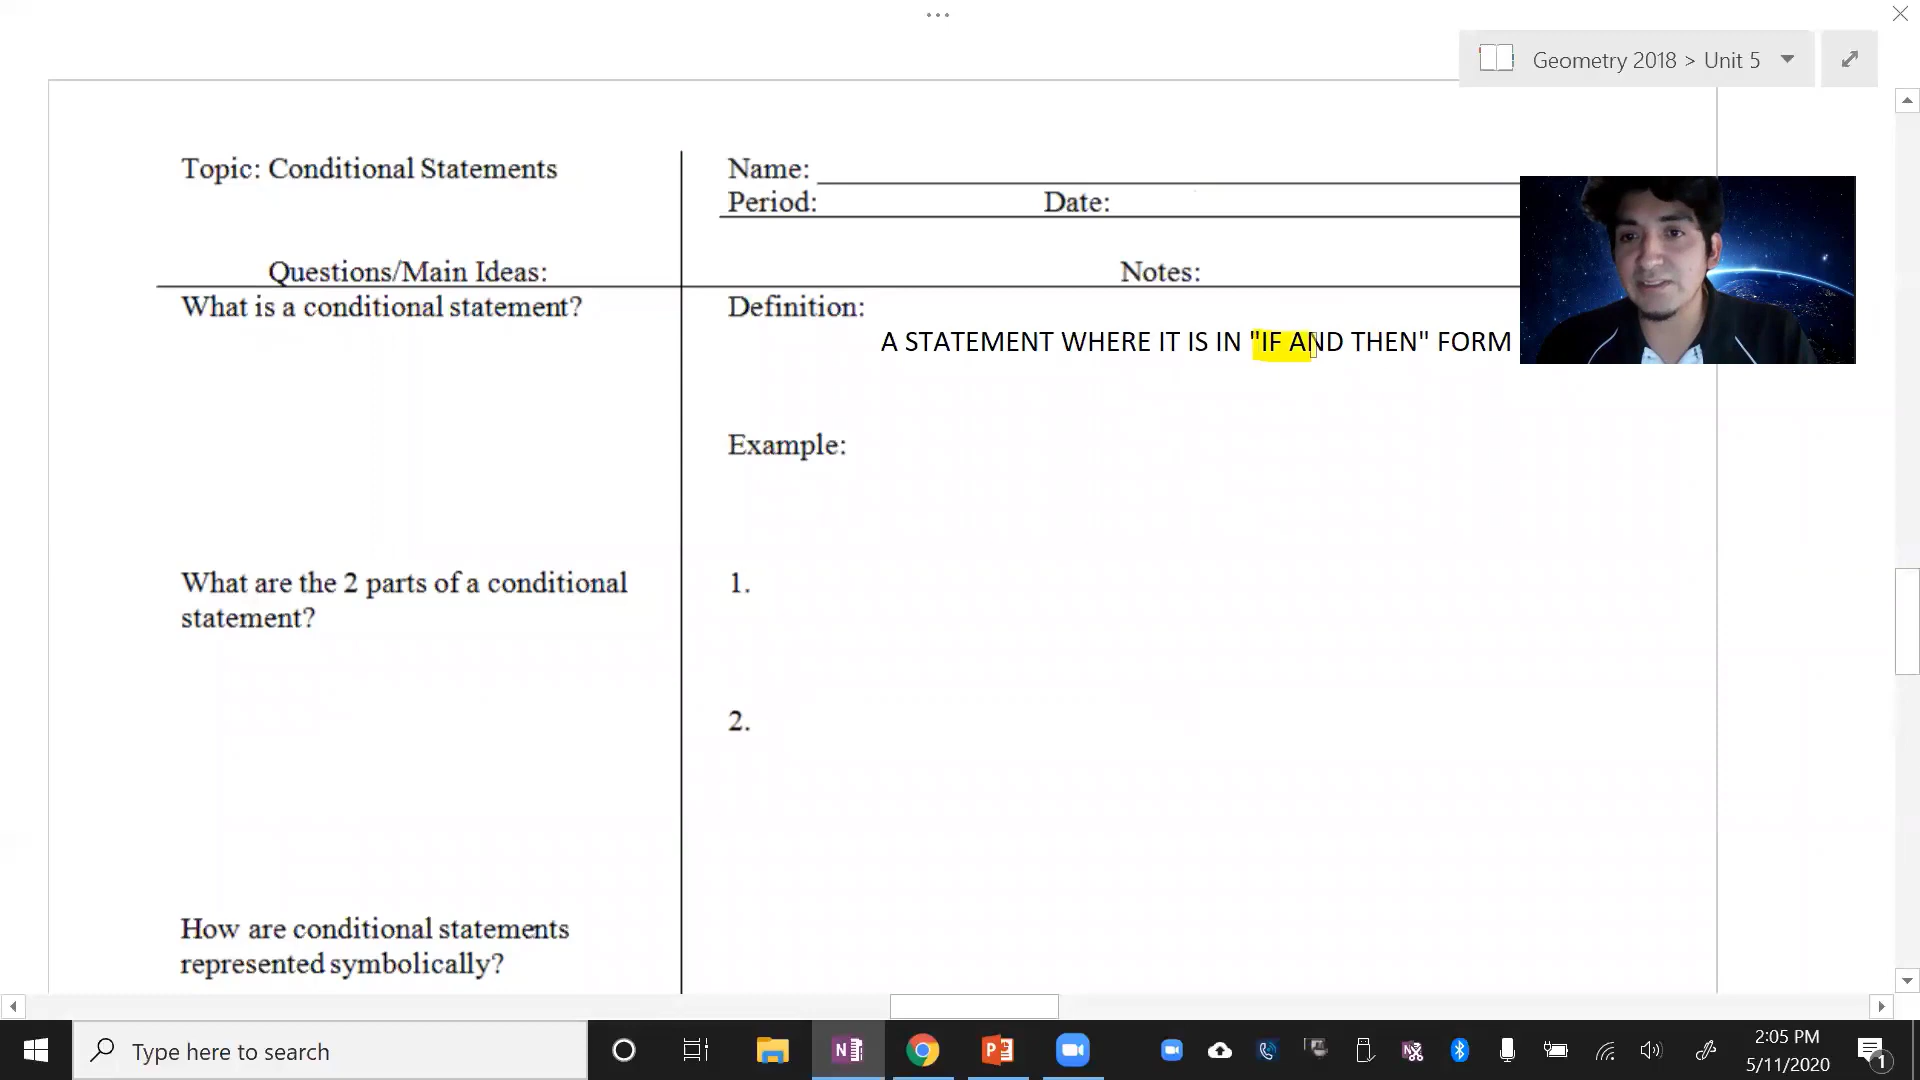 ...
Geometry 2018 > Unit 5
Topic: Conditional Statements
Name:
Period: Date:
Questions/Main Ideas:
Notes:
What is a conditional statement?
Definition:
A STATEMENT WHERE IT IS IN "IF AND THEN" FORM
Example:
What are the 2 parts of a conditional
statement?
1.
2.
How are conditional statements
represented symbolically?
Type here to search
2:05 PM
5/11/2020
1